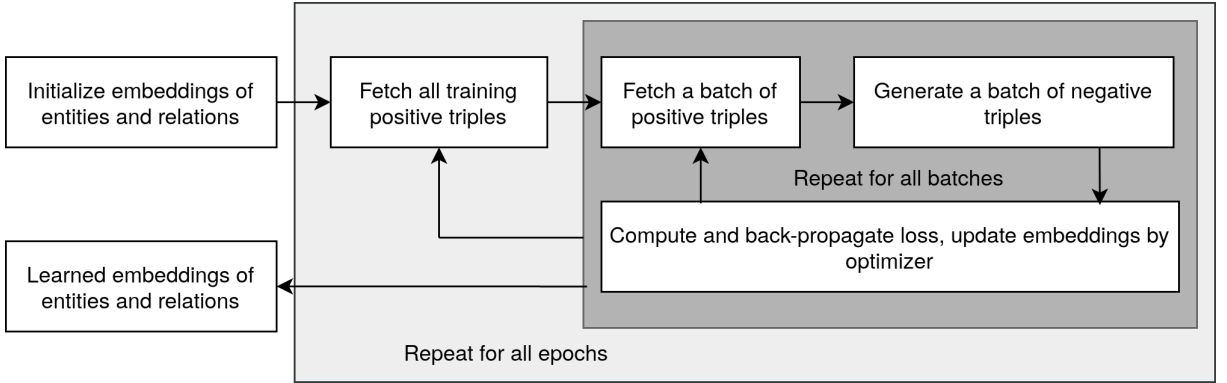 Initialize embeddings of
entities and relations
Fetch all training
positive triples
Fetch a batch of
positive triples
Generate a batch of negative
triples
Repeat for all batches
Compute and back-propagate loss, update embeddings by
optimizer
Learned embeddings of
entities and relations
Repeat for all epochs